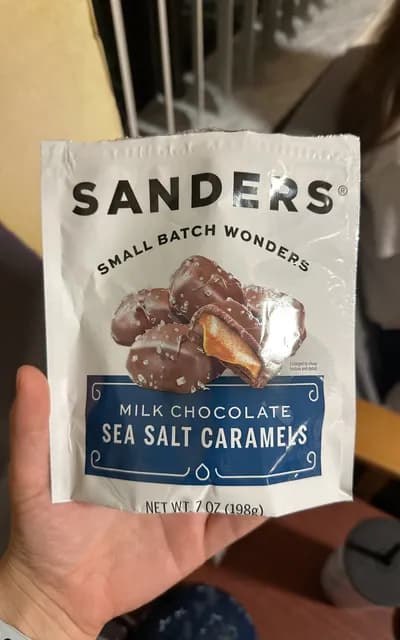 SANDERS®
SMALL BATCH WONDERS
MILK CHOCOLATE
SEA SALT CARAMELS
NET WT 7 OZ (198g)